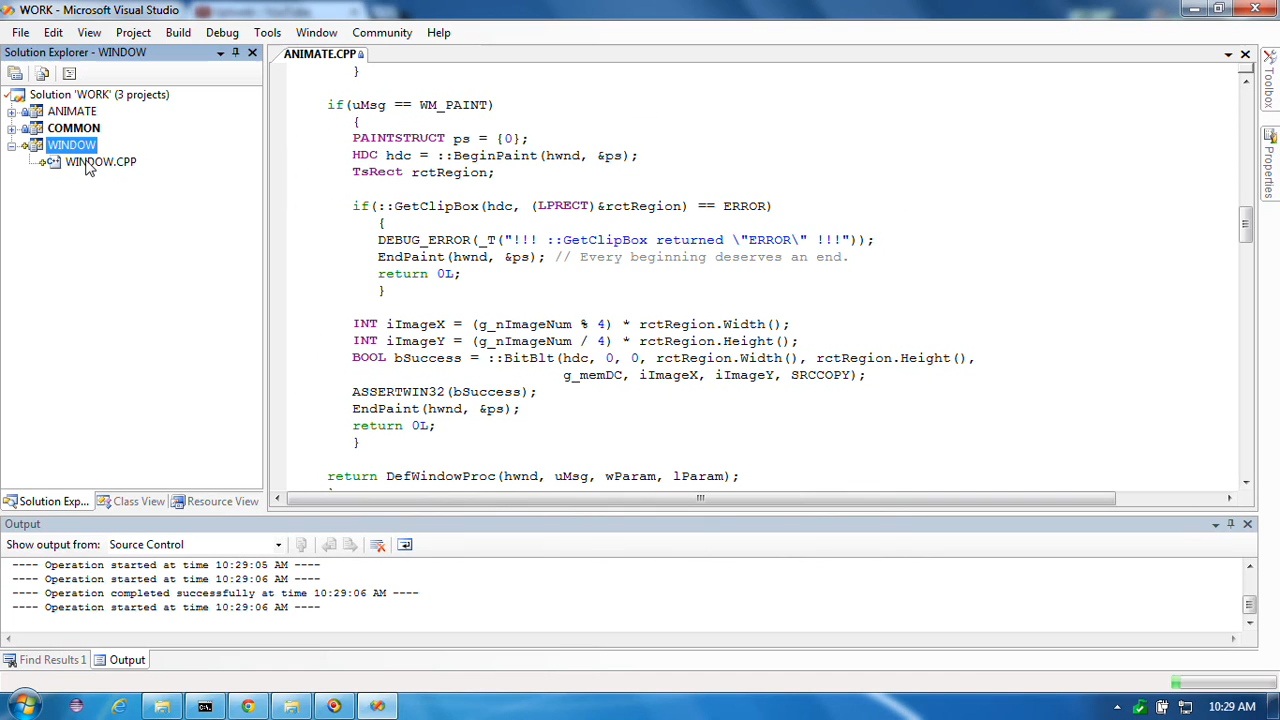 WORK - Microsoft Visual Studio
File Edit View Project Build Debug Tools Window Community Help
Solution Explorer - WINDOW
ANIMATE.CPP
Solution 'WORK' (3 projects)
ANIMATE
COMMON
WINDOW
WINDOW.CPP
}
if(uMsg == WM_PAINT)
{
PAINTSTRUCT ps = {0};
HDC hdc = ::BeginPaint(hwnd, &ps);
TsRect rctRegion;
if(::GetClipBox(hdc, (LPRECT)&rctRegion) == ERROR)
{
DEBUG_ERROR(_T("!!! ::GetClipBox returned \"ERROR\" !!!"));
EndPaint(hwnd, &ps); // Every beginning deserves an end.
return 0L;
}
INT iImageX = (g_nImageNum % 4) * rctRegion.Width();
INT iImageY = (g_nImageNum / 4) * rctRegion.Height();
BOOL bSuccess = ::BitBlt(hdc, 0, 0, rctRegion.Width(), rctRegion.Height(),
g_memDC, iImageX, iImageY, SRCCOPY);
ASSERTWIN32(bSuccess);
EndPaint(hwnd, &ps);
return 0L;
}
return DefWindowProc(hwnd, uMsg, wParam, lParam);
Toolbox
Properties
Solution Exp... Class View Resource View
Output
Show output from: Source Control
---- Operation started at time 10:29:05 AM ----
---- Operation started at time 10:29:06 AM ----
---- Operation completed successfully at time 10:29:06 AM ----
---- Operation started at time 10:29:06 AM ----
Find Results 1 Output
10:29 AM